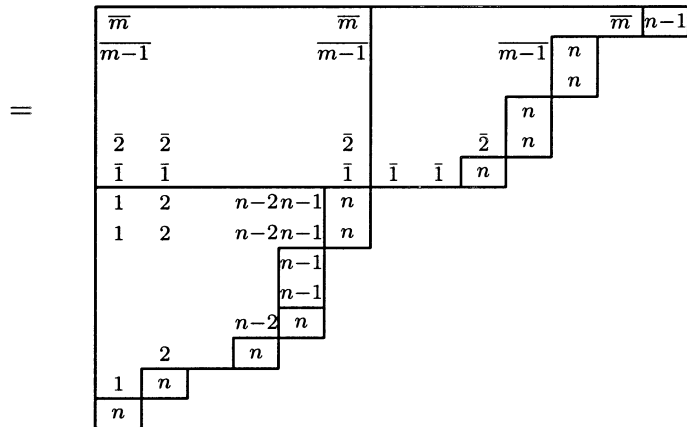 m̅ m̅ m̅ n−1
m̅−̅1̅ m̅−̅1̅ m̅−̅1̅ n
n
= n
2̄ 2̄ 2̄ 2̄ n
1̄ 1̄ 1̄ 1̄ 1̄ n
1 2 n−2 n−1 n
1 2 n−2 n−1 n
n−1
n−1
n−2 n
2 n
1 n
n